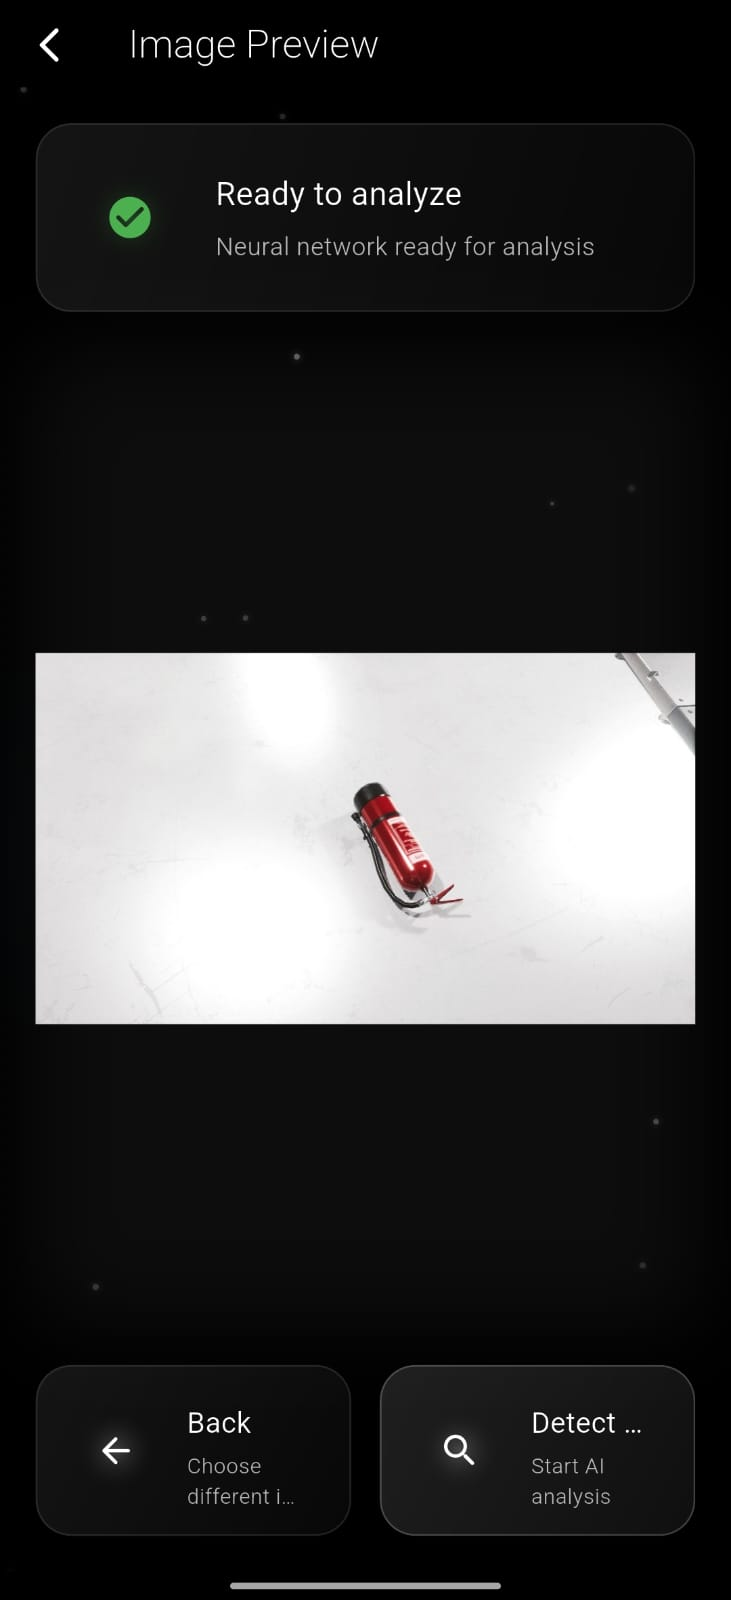 Image Preview
Ready to analyze
Neural network ready for analysis
Back
Choose
different i...
Detect ...
Start AI
analysis